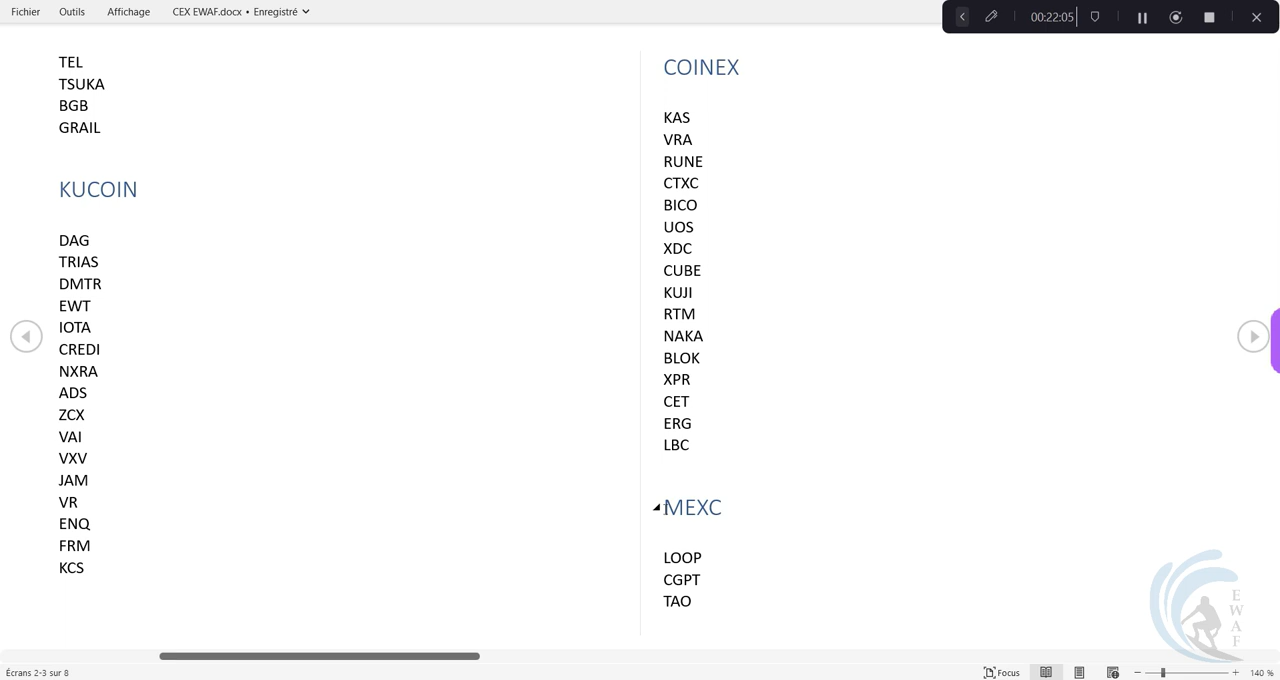 Fichier Outils Affichage CEX EWAF.docx • Enregistré
00:22:05
TEL
TSUKA
BGB
GRAIL
KUCOIN
DAG
TRIAS
DMTR
EWT
IOTA
CREDI
NXRA
ADS
ZCX
VAI
VXV
JAM
VR
ENQ
FRM
KCS
COINEX
KAS
VRA
RUNE
CTXC
BICO
UOS
XDC
CUBE
KUJI
RTM
NAKA
BLOK
XPR
CET
ERG
LBC
MEXC
LOOP
CGPT
TAO
E
W
A
F
Écrans 2-3 sur 8
Focus
140 %